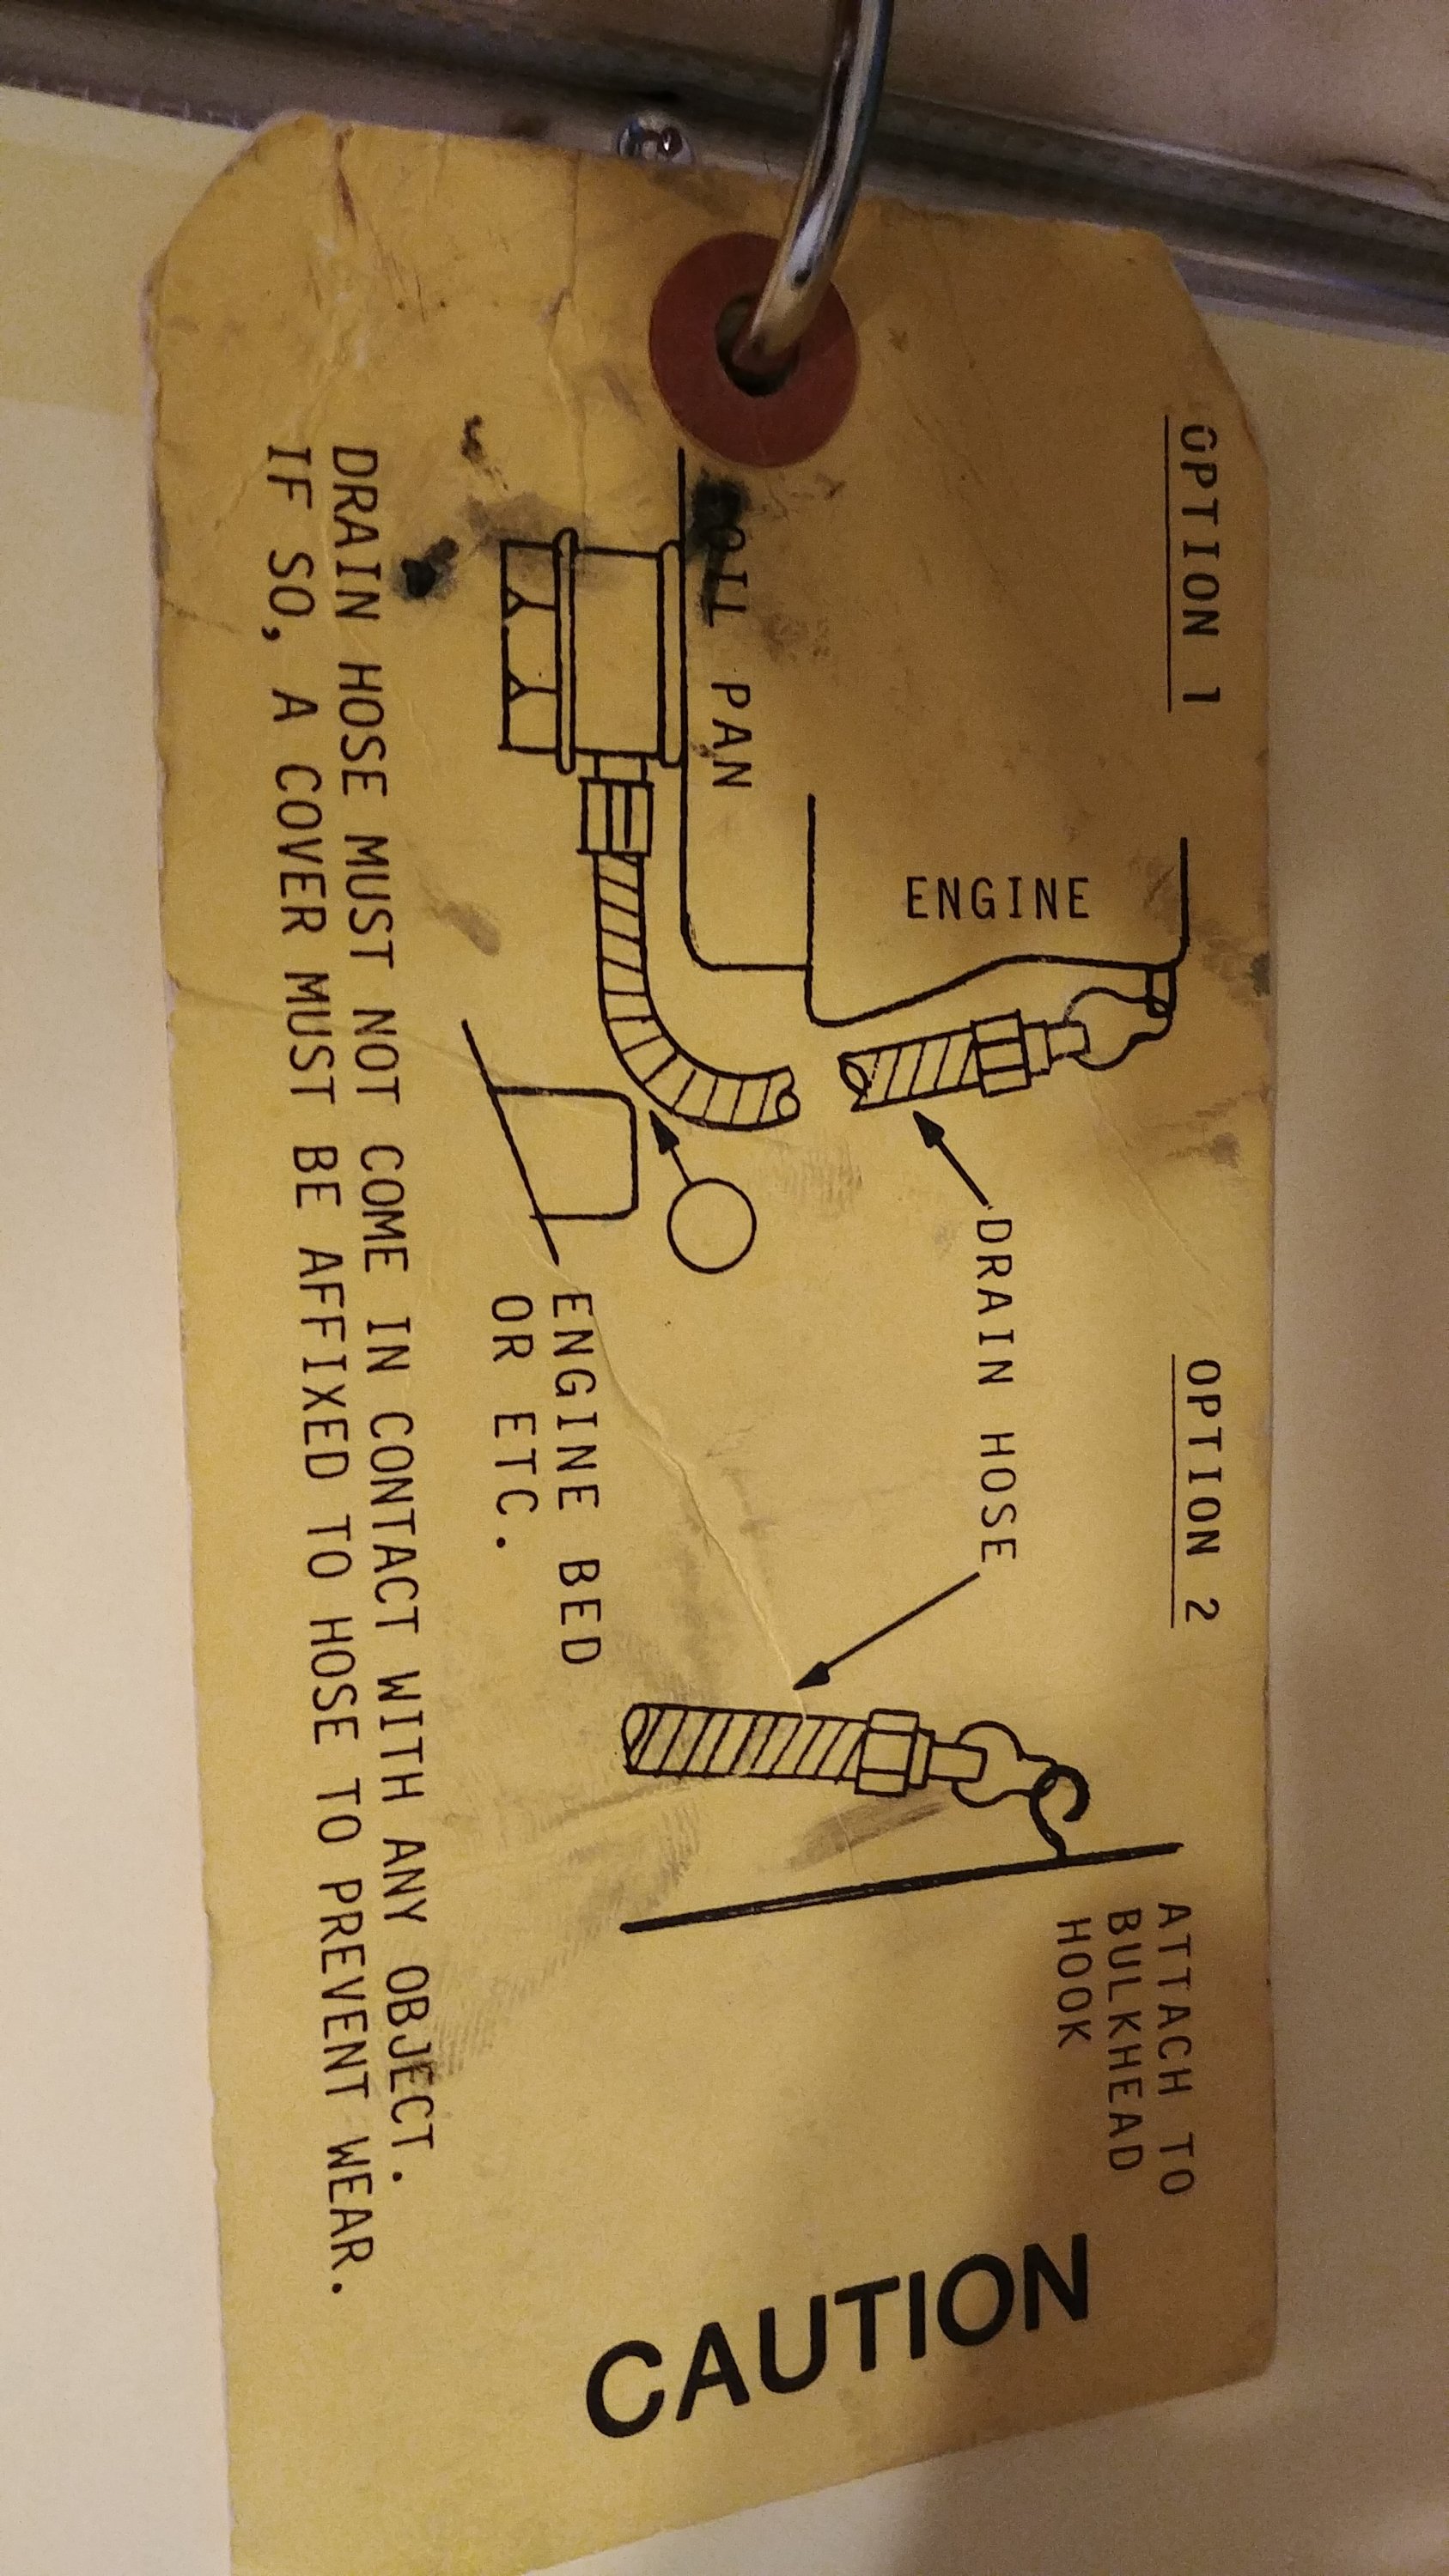 OPTION 1
OPTION 2
ENGINE
OIL PAN
DRAIN HOSE
ATTACH TO
BULKHEAD
HOOK
ENGINE BED
OR ETC.
DRAIN HOSE MUST NOT COME IN CONTACT WITH ANY OBJECT.
IF SO, A COVER MUST BE AFFIXED TO HOSE TO PREVENT WEAR.
CAUTION